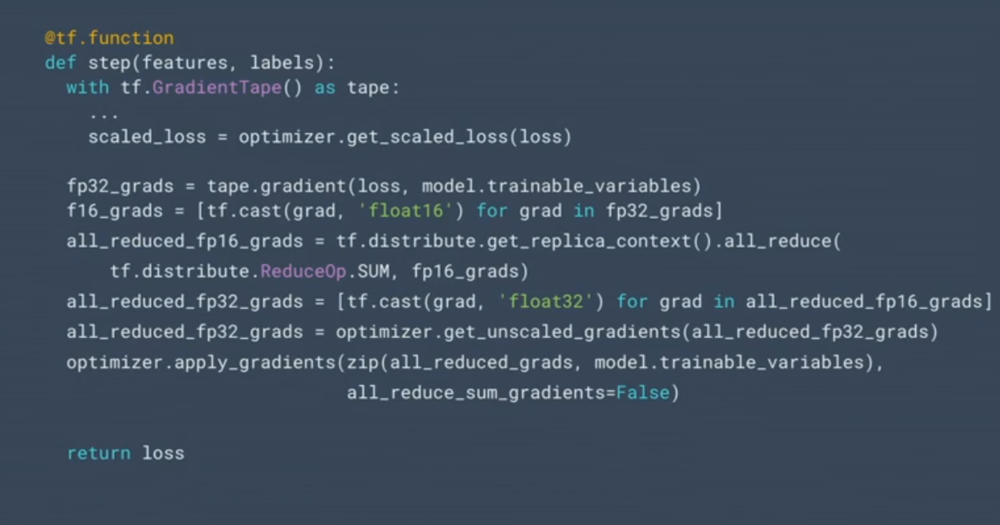 @tf.function
def step(features, labels):
  with tf.GradientTape() as tape:
    ...
    scaled_loss = optimizer.get_scaled_loss(loss)

  fp32_grads = tape.gradient(loss, model.trainable_variables)
  f16_grads = [tf.cast(grad, 'float16') for grad in fp32_grads]
  all_reduced_fp16_grads = tf.distribute.get_replica_context().all_reduce(
      tf.distribute.ReduceOp.SUM, fp16_grads)
  all_reduced_fp32_grads = [tf.cast(grad, 'float32') for grad in all_reduced_fp16_grads]
  all_reduced_fp32_grads = optimizer.get_unscaled_gradients(all_reduced_fp32_grads)
  optimizer.apply_gradients(zip(all_reduced_grads, model.trainable_variables),
                            all_reduce_sum_gradients=False)

  return loss